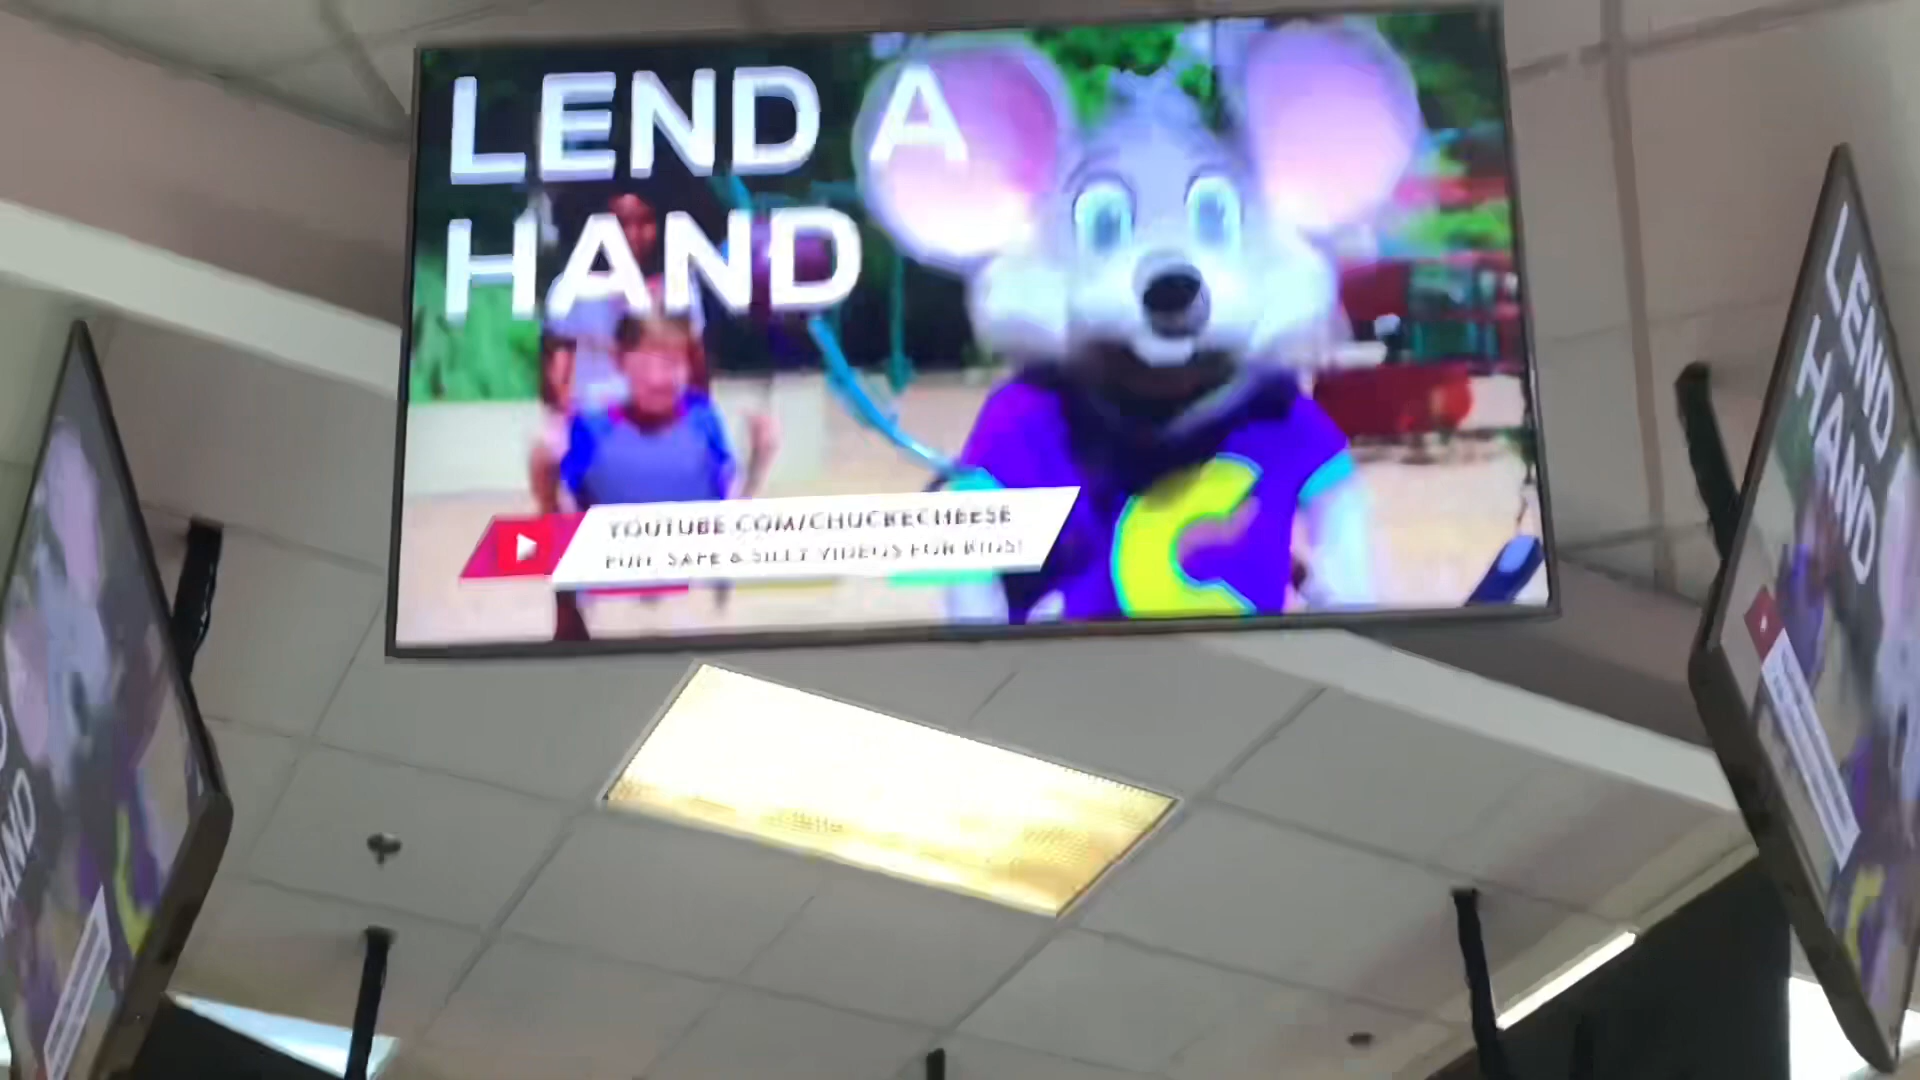 LEND A
HAND
YOUTUBE.COM/CHUCKECHEESE
FUN, SAFE & SILLY VIDEOS FOR KIDS!
LEND
HAND
HAND